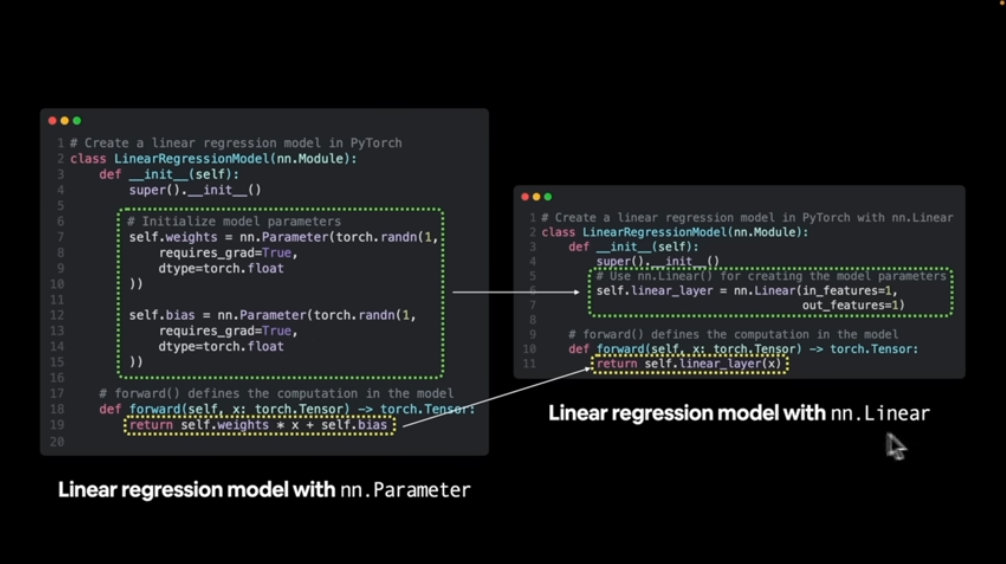 1 # Create a linear regression model in PyTorch
2 class LinearRegressionModel(nn.Module):
3 def __init__(self):
4 super().__init__()
5
6 # Initialize model parameters
7 self.weights = nn.Parameter(torch.randn(1,
8 requires_grad=True,
9 dtype=torch.float
10 ))
11
12 self.bias = nn.Parameter(torch.randn(1,
13 requires_grad=True,
14 dtype=torch.float
15 ))
16
17 # forward() defines the computation in the model
18 def forward(self, x: torch.Tensor) -> torch.Tensor:
19 return self.weights * x + self.bias
20
Linear regression model with nn.Parameter
1 # Create a linear regression model in PyTorch with nn.Linear
2 class LinearRegressionModel(nn.Module):
3 def __init__(self):
4 super().__init__()
5 # Use nn.Linear() for creating the model parameters
6 self.linear_layer = nn.Linear(in_features=1,
7 out_features=1)
8
9 # forward() defines the computation in the model
10 def forward(self, x: torch.Tensor) -> torch.Tensor:
11 return self.linear_layer(x)
Linear regression model with nn.Linear